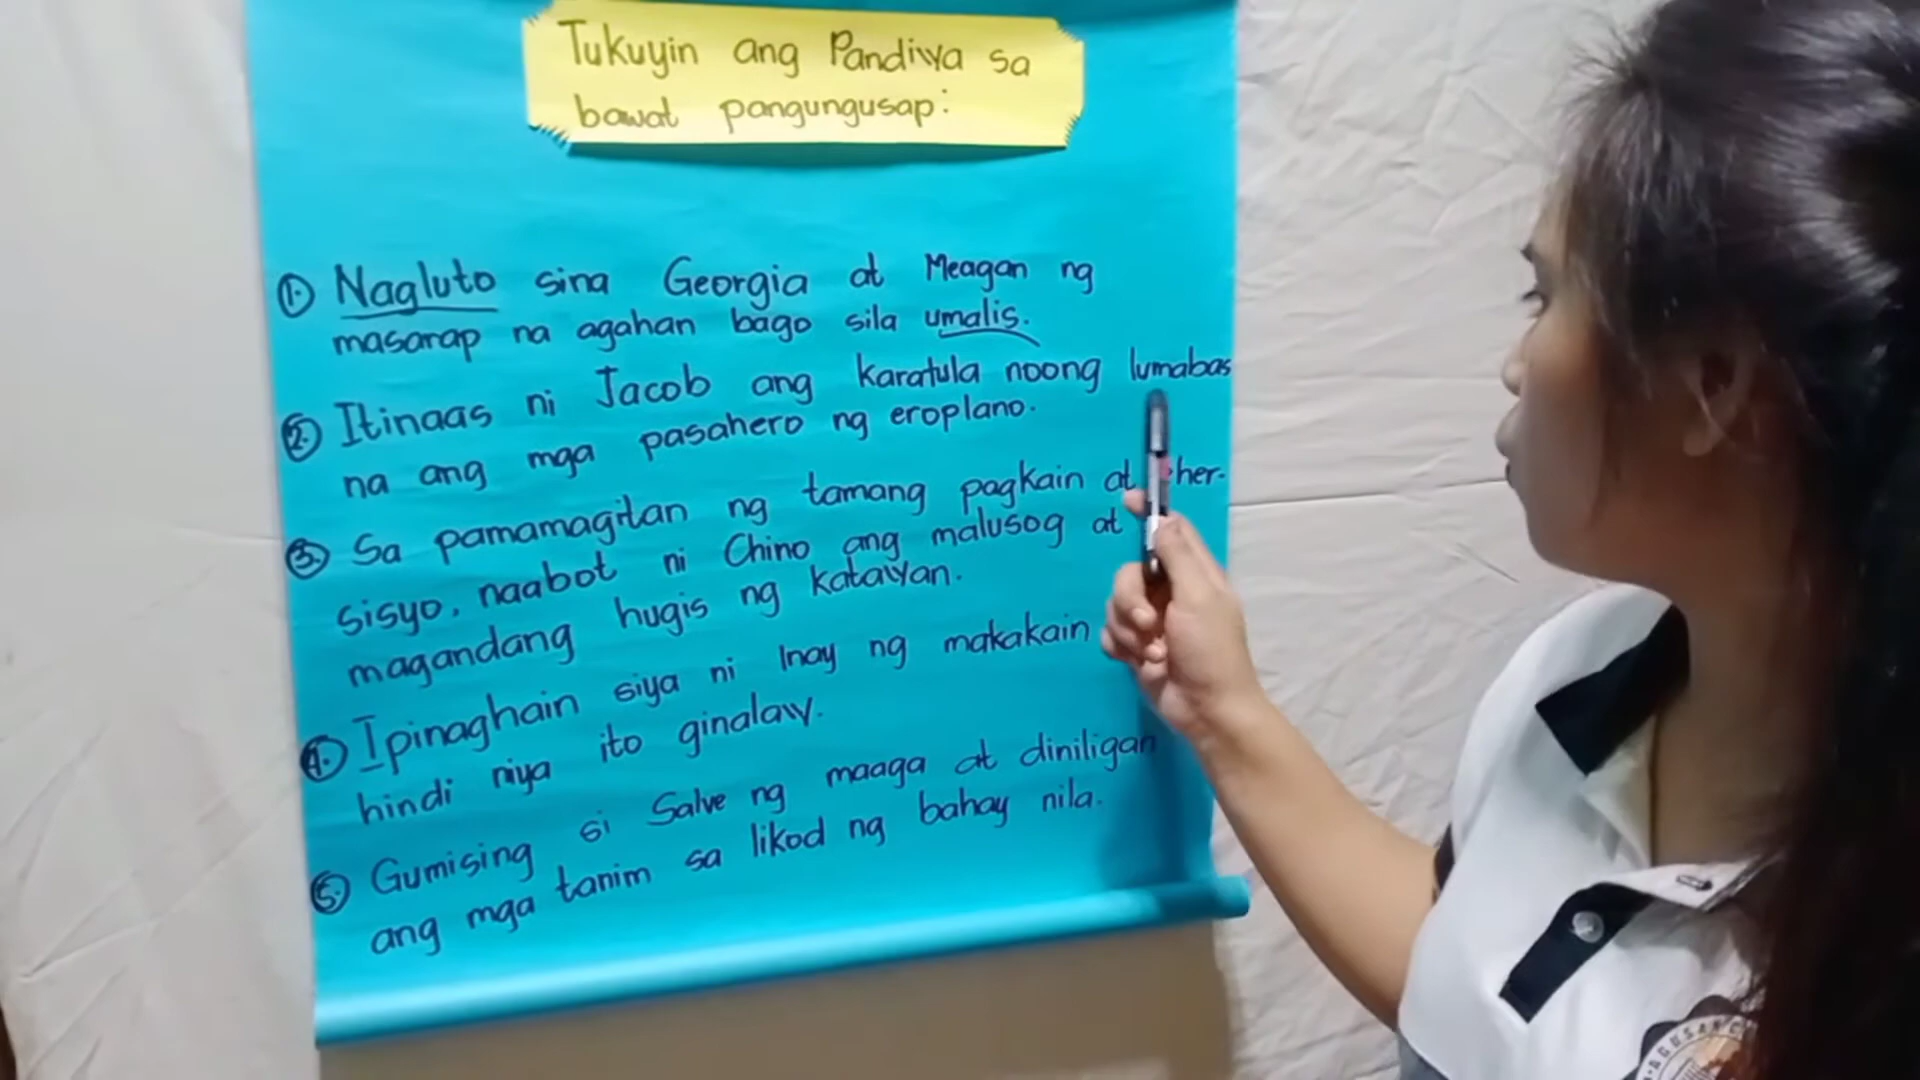 Tukuyin ang Pandiwa sa
bawat pangungusap:
1. Nagluto sina Georgia at Meagan ng
masarap na agahan bago sila umalis.
2. Itinaas ni Jacob ang karatula noong lumabas
na ang mga pasahero ng eroplano.
3. Sa pamamagitan ng tamang pagkain at eher-
sisyo, naabot ni Chino ang malusog at
magandang hugis ng katawan.
4. Ipinaghain siya ni Inay ng makakain
hindi niya ito ginalaw.
5. Gumising si Salve ng maaga at diniligan
ang mga tanim sa likod ng bahay nila.